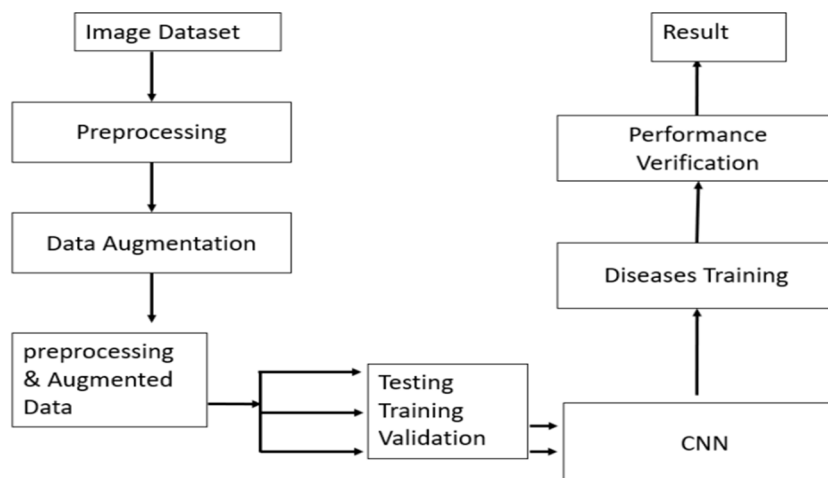 Image Dataset
Preprocessing
Data Augmentation
preprocessing
& Augmented
Data
Testing
Training
Validation
CNN
Diseases Training
Performance
Verification
Result